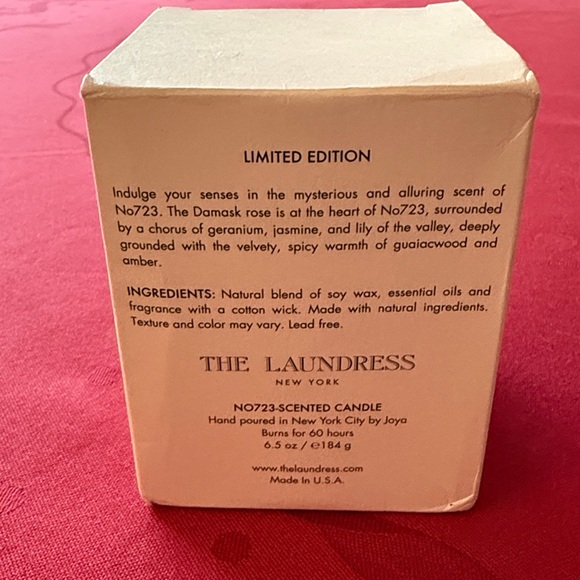 LIMITED EDITION
Indulge your senses in the mysterious and alluring scent of
No723. The Damask rose is at the heart of No723, surrounded
by a chorus of geranium, jasmine, and lily of the valley, deeply
grounded with the velvety, spicy warmth of guaiacwood and
amber.
INGREDIENTS: Natural blend of soy wax, essential oils and
fragrance with a cotton wick. Made with natural ingredients.
Texture and color may vary. Lead free.
THE LAUNDRESS
NEW YORK
NO723-SCENTED CANDLE
Hand poured in New York City by Joya
Burns for 60 hours
6.5 oz / ℮184 g
www.thelaundress.com
Made In U.S.A.